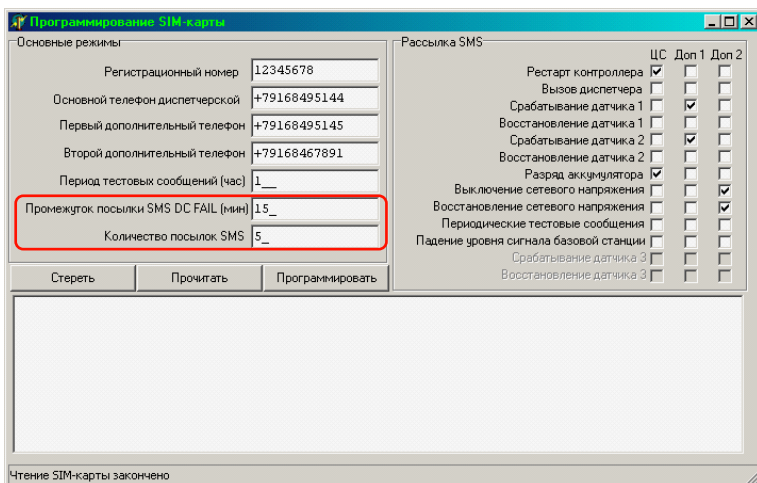 Программирование SIM-карты
Основные режимы
Регистрационный номер 12345678
Основной телефон диспетчерской +79168495144
Первый дополнительный телефон +79168495145
Второй дополнительный телефон +79168467891
Период тестовых сообщений (час) 1__
Промежуток посылки SMS DC FAIL (мин) 15_
Количество посылок SMS 5_
Стереть Прочитать Программировать
Рассылка SMS
ЦС Доп 1 Доп 2
Рестарт контроллера
Вызов диспетчера
Срабатывание датчика 1
Восстановление датчика 1
Срабатывание датчика 2
Восстановление датчика 2
Разряд аккумулятора
Выключение сетевого напряжения
Восстановление сетевого напряжения
Периодические тестовые сообщения
Падение уровня сигнала базовой станции
Срабатывание датчика 3
Восстановление датчика 3
Чтение SIM-карты закончено